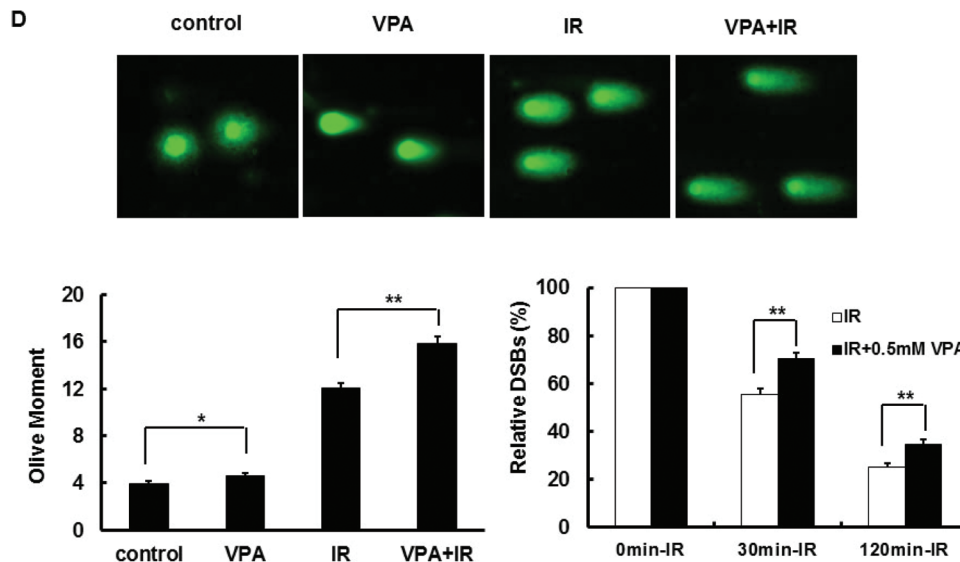 D
control VPA IR VPA+IR
Olive Moment
20
16
12
8
4
0
* **
control VPA IR VPA+IR
Relative DSBs (%)
100
80
60
40
20
0
** **
IR
IR+0.5mM VPA
0min-IR 30min-IR 120min-IR